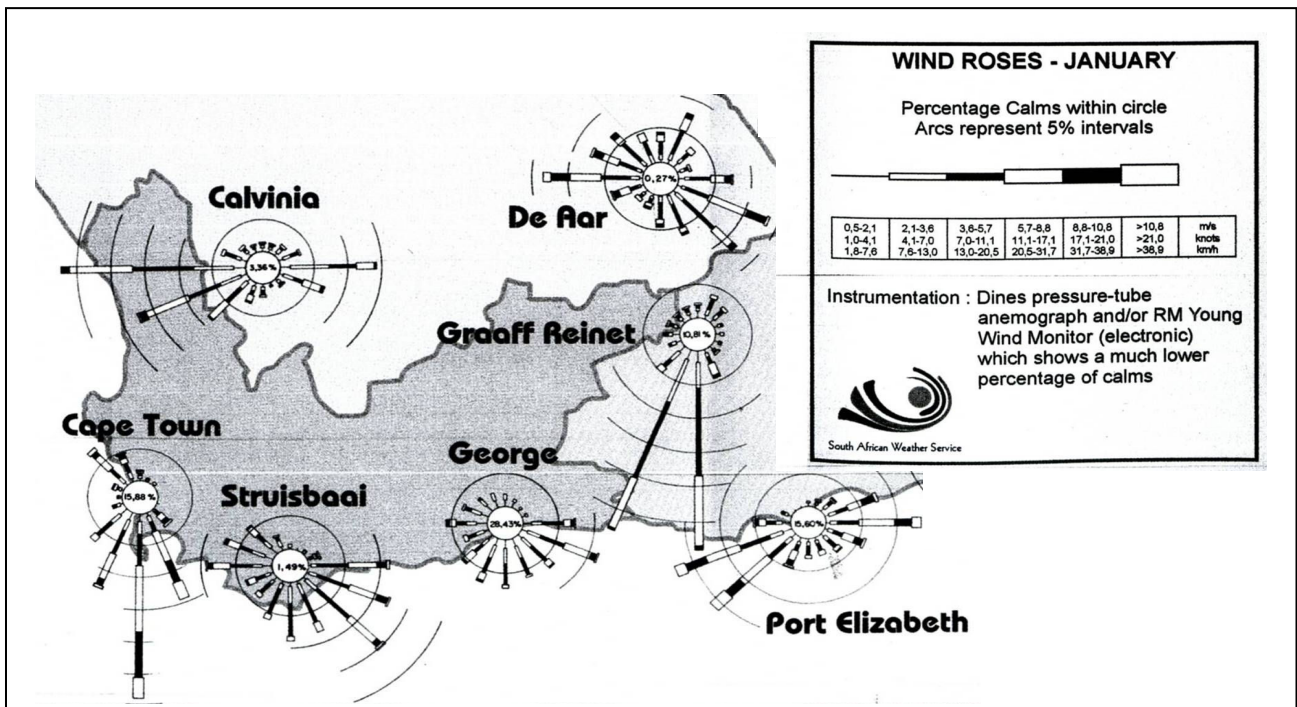 WIND ROSES - JANUARY
Percentage Calms within circle
Arcs represent 5% intervals
0,5-2,1 2,1-3,6 3,6-5,7 5,7-8,8 8,8-10,8 >10,8 m/s
1,0-4,1 4,1-7,0 7,0-11,1 11,1-17,1 17,1-21,0 >21,0 knots
1,8-7,6 7,6-13,0 13,0-20,5 20,5-31,7 31,7-38,9 >38,9 km/h
Instrumentation : Dines pressure-tube
anemograph and/or RM Young
Wind Monitor (electronic)
which shows a much lower
percentage of calms
South African Weather Service
De Aar
0,27%
Calvinia
3,36%
Graaff Reinet
10,81%
Cape Town
15,88%
Struisbaai
1,49%
George
28,43%
Port Elizabeth
15,60%